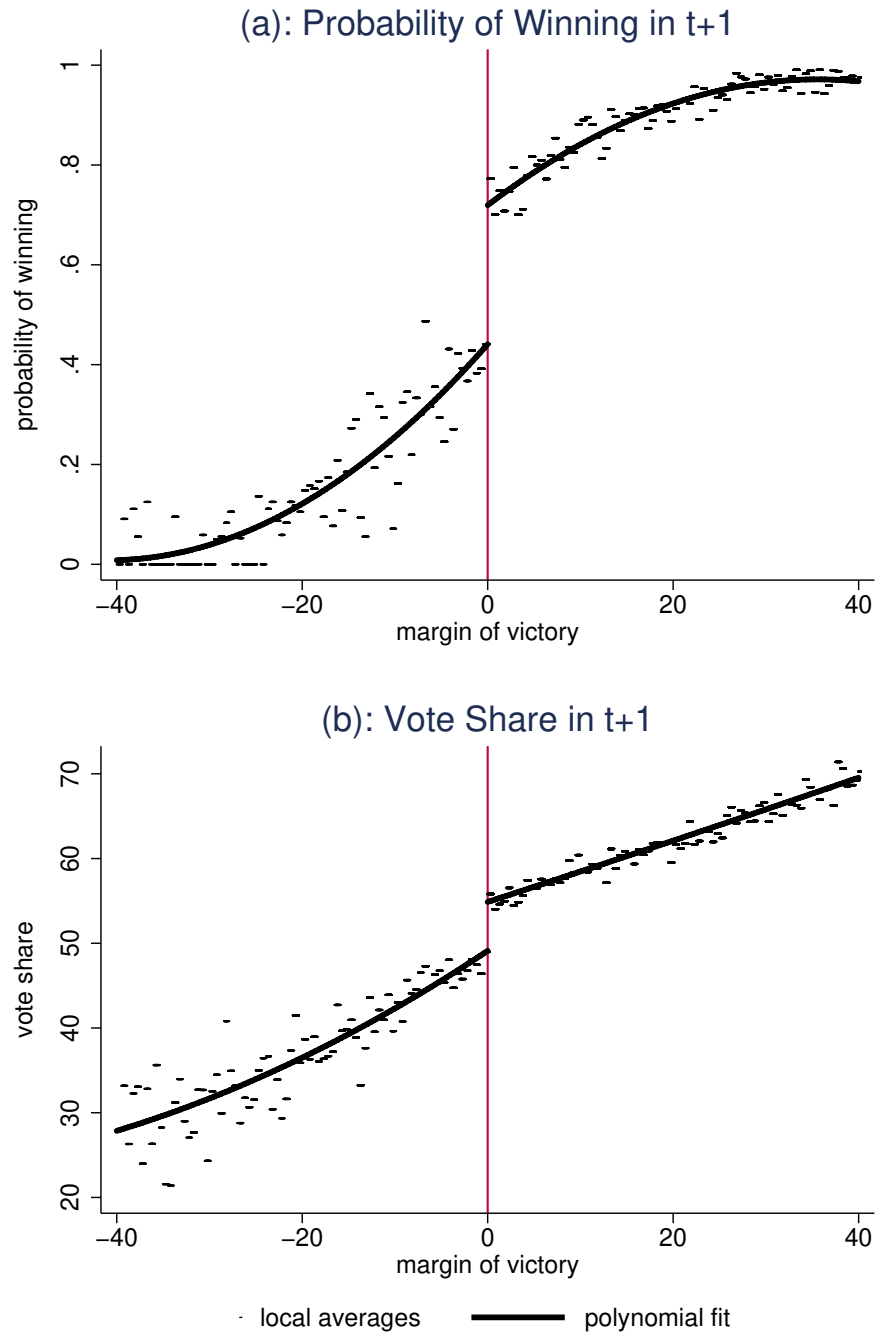 (a): Probability of Winning in t+1
probability of winning
1
.8
.6
.4
.2
0
−40
−20
0
20
40
margin of victory
(b): Vote Share in t+1
vote share
70
60
50
40
30
20
−40
−20
0
20
40
margin of victory
local averages
polynomial fit